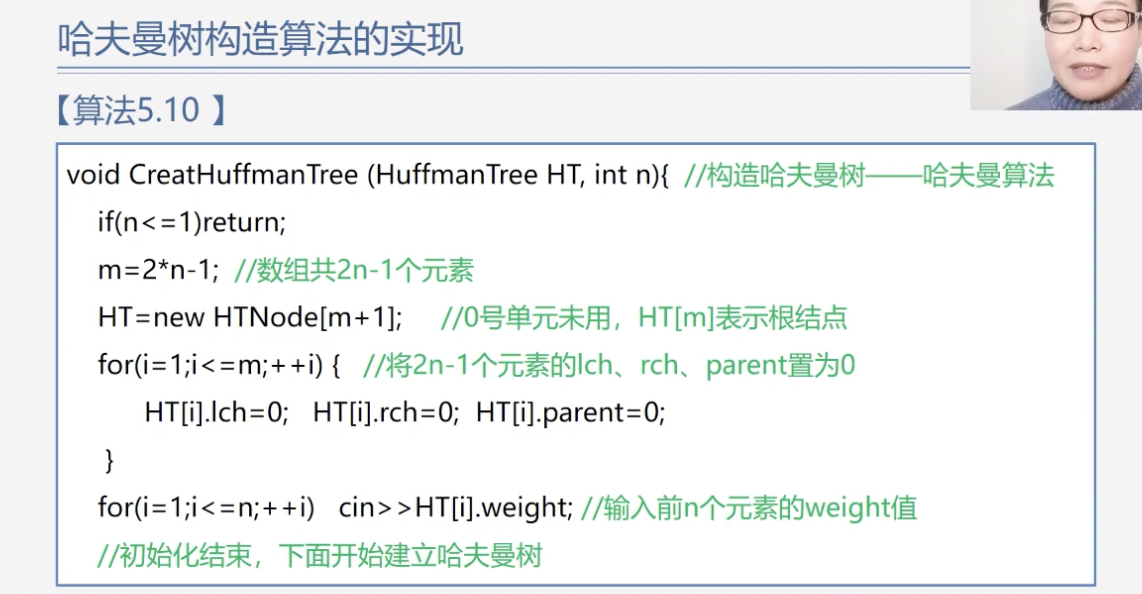 哈夫曼树构造算法的实现
【算法5.10 】
void CreatHuffmanTree (HuffmanTree HT, int n){ //构造哈夫曼树——哈夫曼算法
if(n<=1)return;
m=2*n-1; //数组共2n-1个元素
HT=new HTNode[m+1]; //0号单元未用，HT[m]表示根结点
for(i=1;i<=m;++i) { //将2n-1个元素的lch、rch、parent置为0
HT[i].lch=0; HT[i].rch=0; HT[i].parent=0;
}
for(i=1;i<=n;++i) cin>>HT[i].weight; //输入前n个元素的weight值
//初始化结束，下面开始建立哈夫曼树